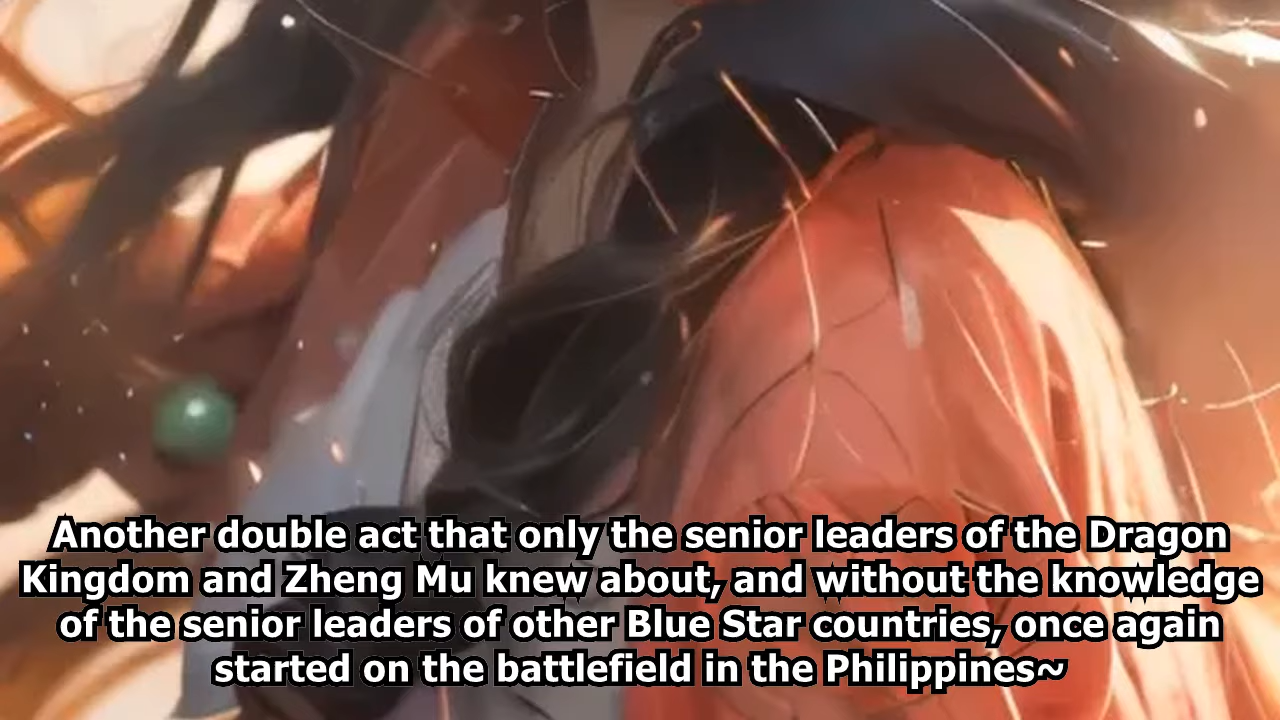 Another double act that only the senior leaders of the Dragon
Kingdom and Zheng Mu knew about, and without the knowledge
of the senior leaders of other Blue Star countries, once again
started on the battlefield in the Philippines~